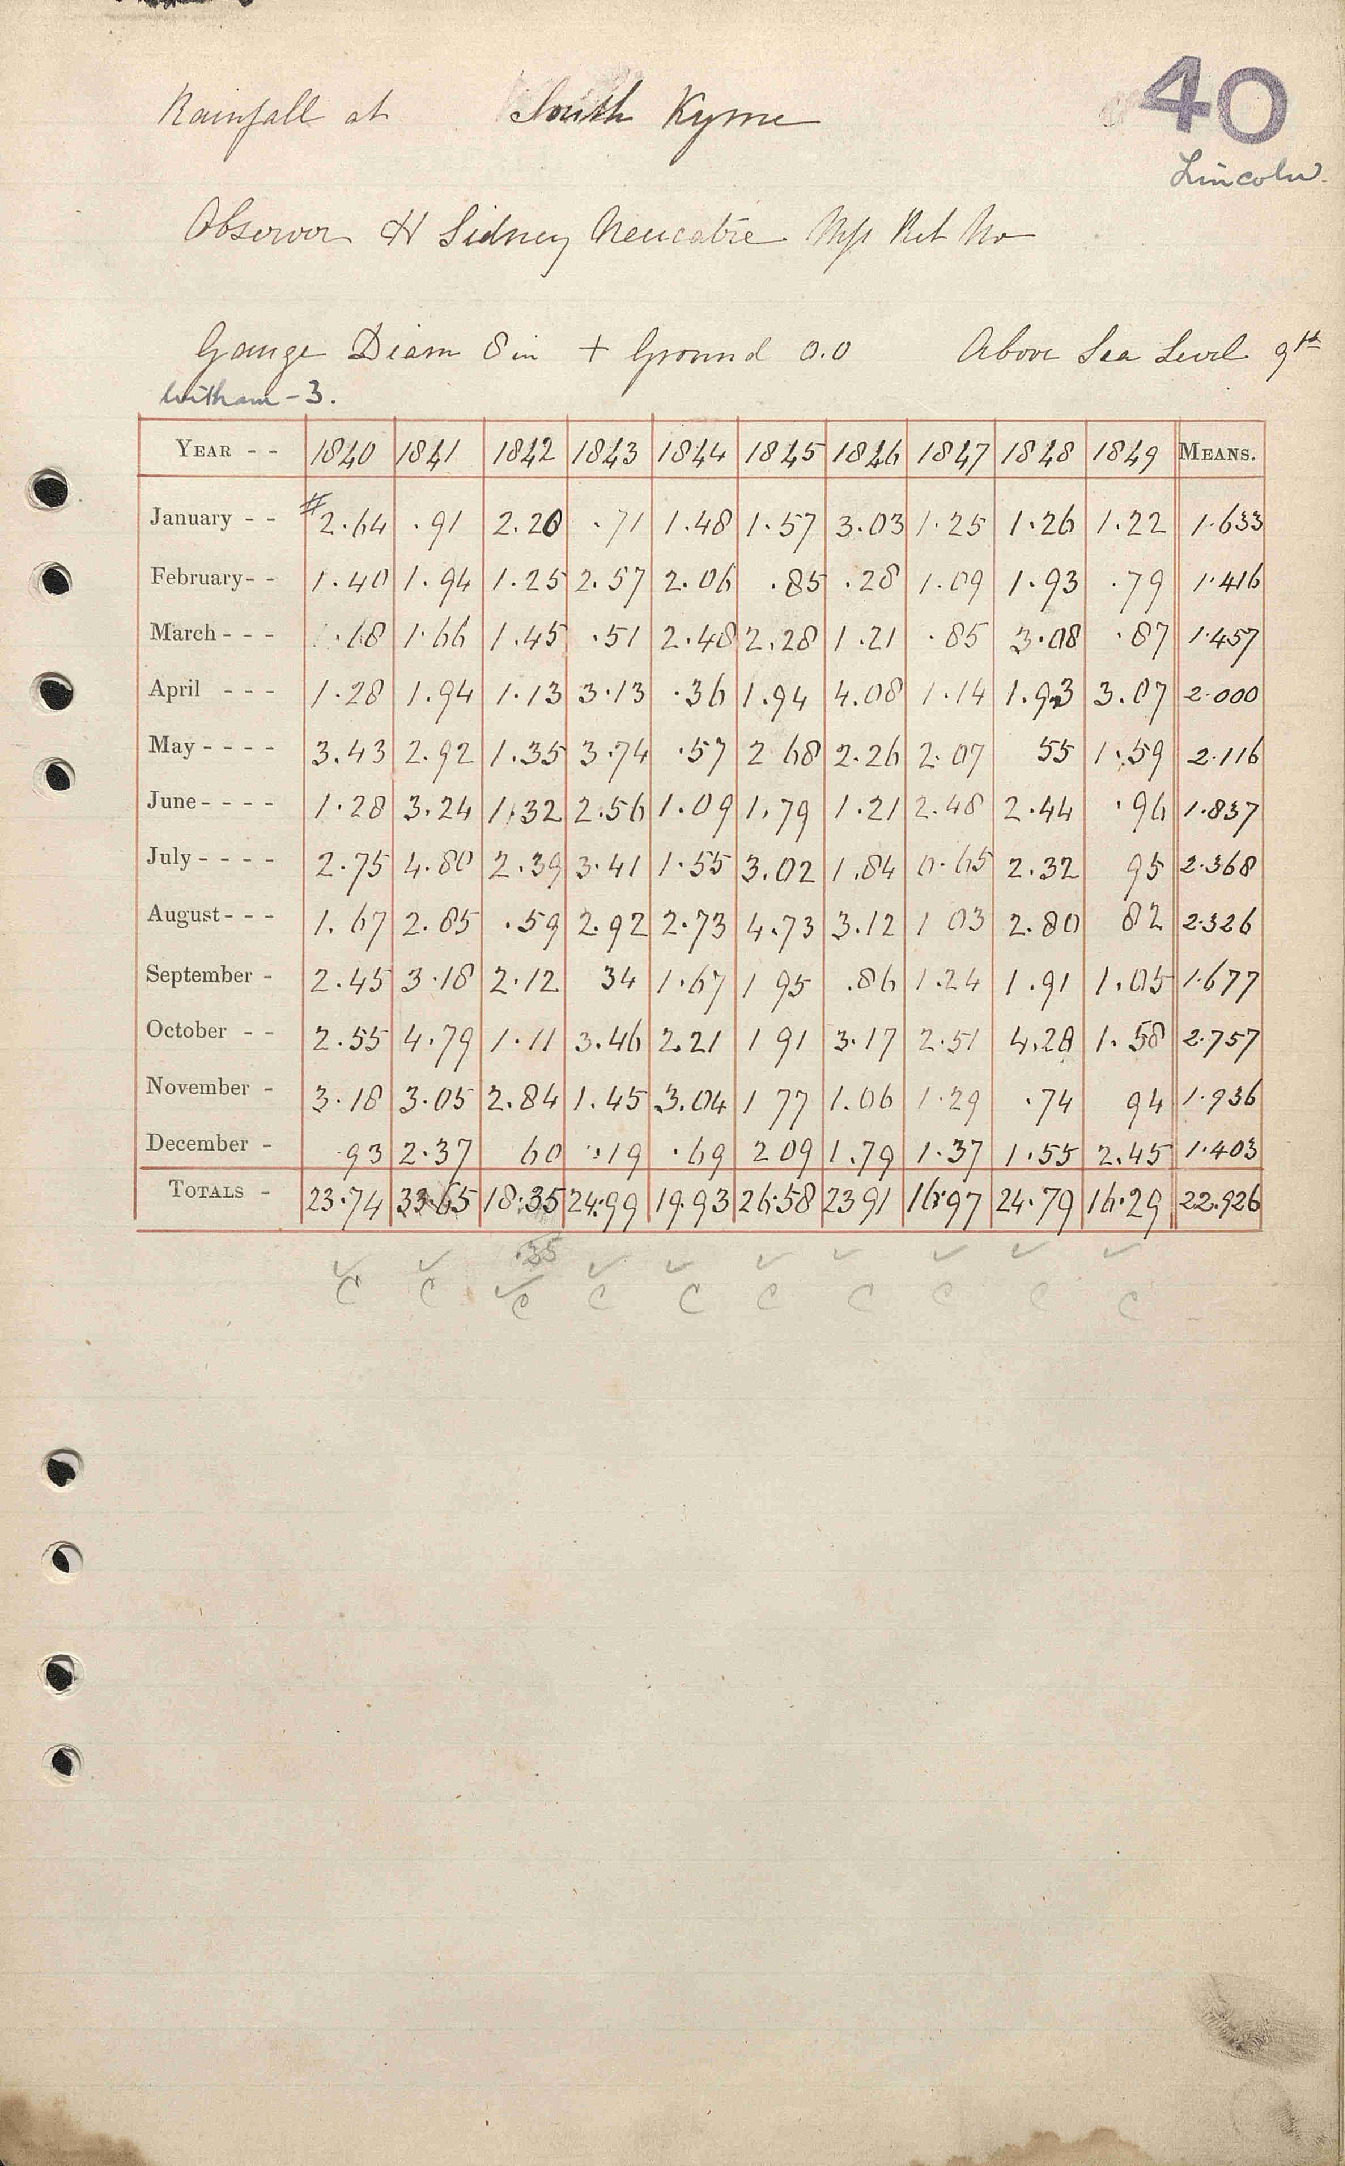 40
Rainfall at South Kyme
Lincoln.
Observer H Sidney
Gauge Diam 8 in + Ground 0.0 Above Sea Level 9 ft
Witham - 3.
YEAR - - 1840 1841 1842 1843 1844 1845 1846 1847 1848 1849 MEANS.
January - - # 2.64 .91 2.20 .71 1.48 1.57 3.03 1.25 1.26 1.22 1.633
February - - 1.40 1.94 1.25 2.57 2.06 .85 .28 1.09 1.93 .79 1.416
March - - - .18 1.66 1.45 .51 2.48 2.28 1.21 .85 3.08 .87 1.457
April - - - 1.28 1.94 1.13 3.13 .36 1.94 4.08 1.14 1.93 3.07 2.000
May - - - - 3.43 2.92 1.35 3.74 .57 2 68 2.26 2.07 55 1.59 2.116
June - - - - 1.28 3.24 1.32 2.56 1.09 1.79 1.21 2.48 2.44 .96 1.837
July - - - - 2.75 4.80 2.39 3.41 1.55 3.02 1.84 0.65 2.32 95 2.368
August - - - 1.67 2.85 .59 2.92 2.73 4.73 3.12 1 03 2.80 82 2.326
September - 2.45 3.18 2.12 34 1.67 1 95 .86 1.24 1.91 1.05 1.677
October - - 2.55 4.79 1.11 3.46 2.21 1 91 3.17 2.51 4.28 1.58 2.757
November - 3.18 3.05 2.84 1.45 3.04 1 77 1.06 1.29 .74 94 1.936
December - .93 2.37 60 .19 .69 2 09 1.79 1.37 1.55 2.45 1.403
TOTALS - 23.74 33.65 18.35 24.99 19.93 26.58 23 91 16.97 24.79 16.29 22.926
.35
C C C C C C C C C C